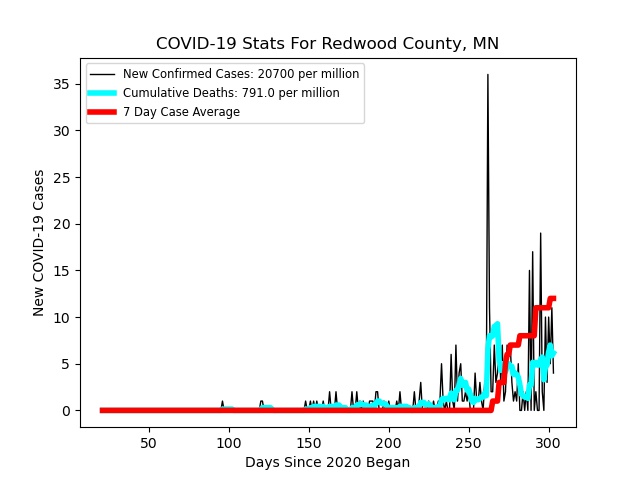 COVID-19 Stats For Redwood County, MN
New Confirmed Cases: 20700 per million
Cumulative Deaths: 791.0 per million
7 Day Case Average
New COVID-19 Cases
35
30
25
20
15
10
5
0
50 100 150 200 250 300
Days Since 2020 Began